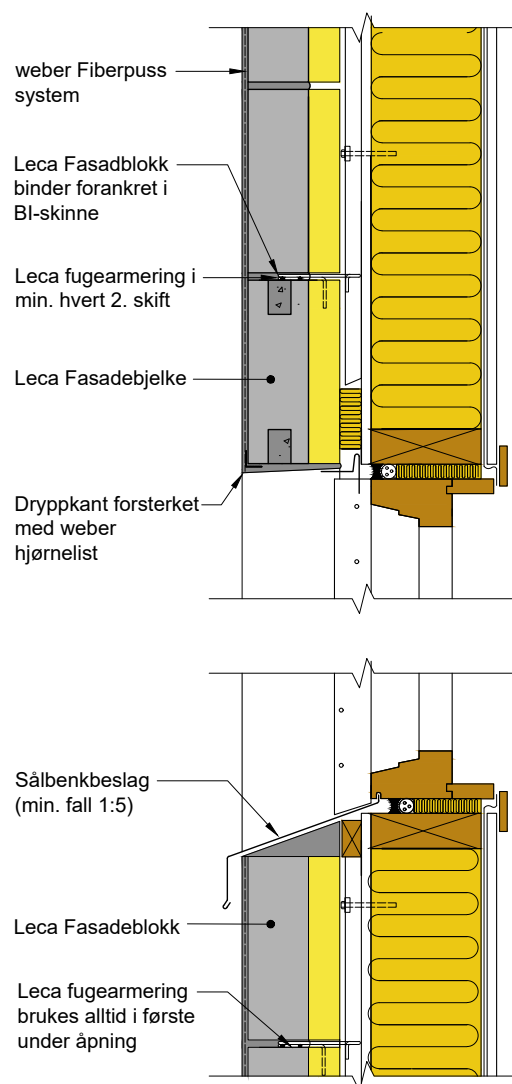 weber Fiberpuss
system
Leca Fasadblokk
binder forankret i
BI-skinne
Leca fugearmering i
min. hvert 2. skift
Leca Fasadebjelke
Dryppkant forsterket
med weber
hjørnelist
Sålbenkbeslag
(min. fall 1:5)
Leca Fasadeblokk
Leca fugearmering
brukes alltid i første
under åpning